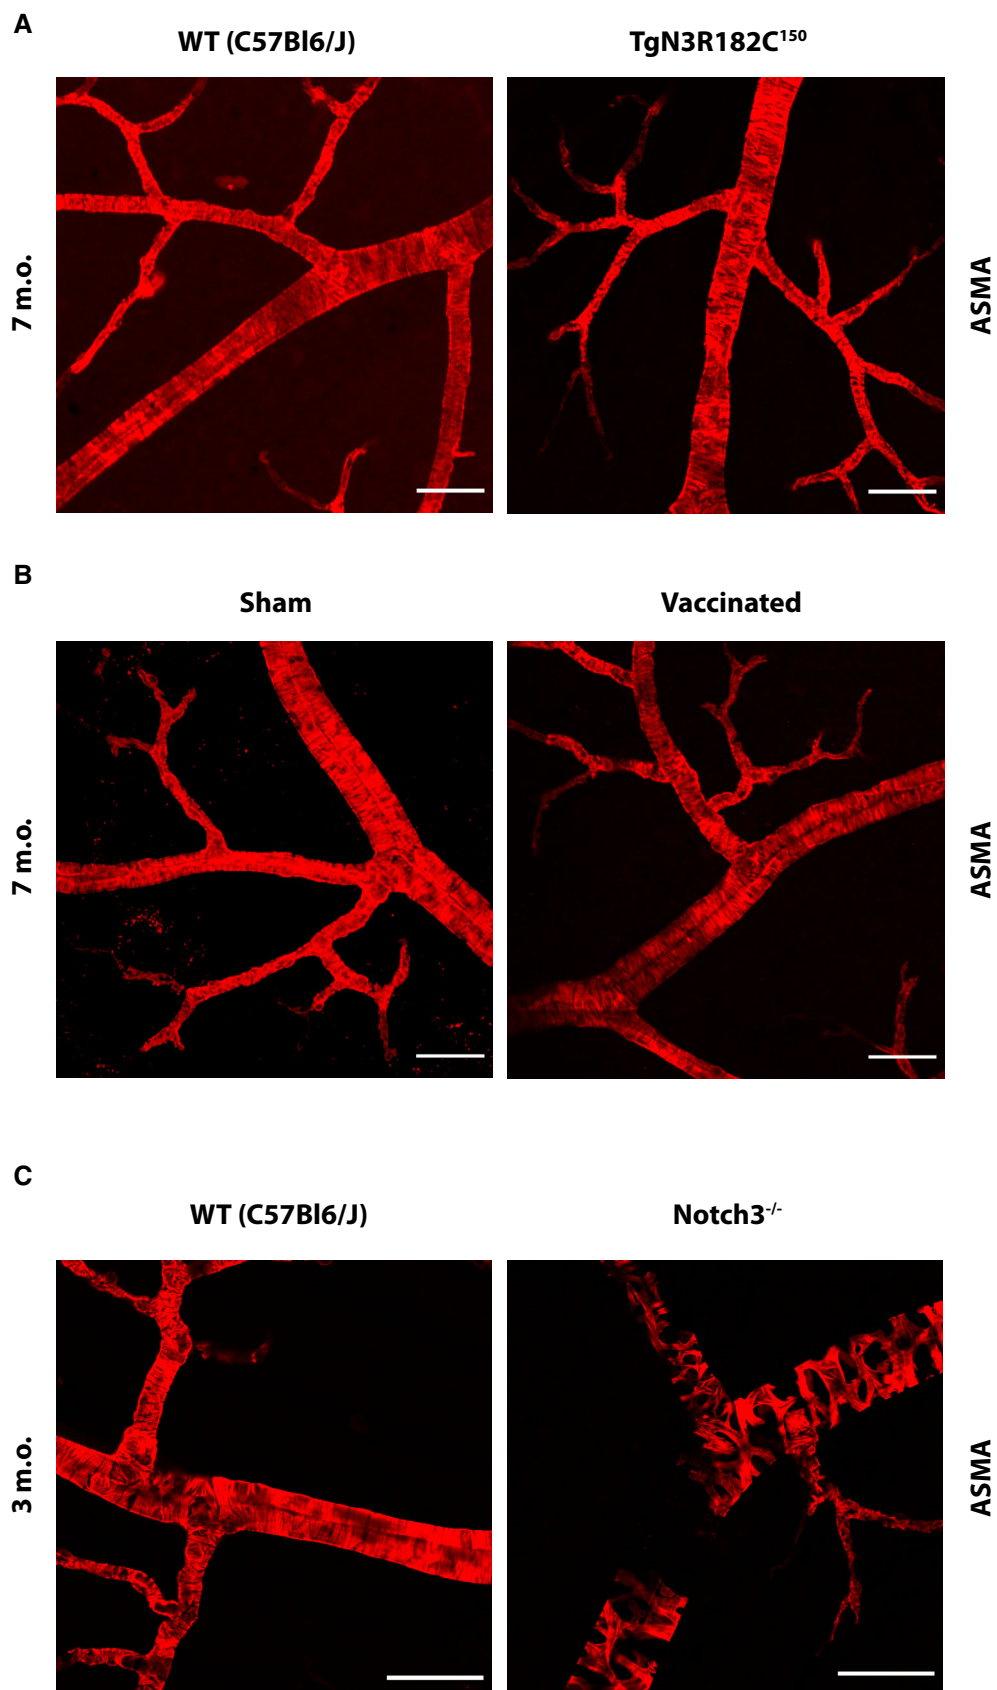 A
WT (C57Bl6/J)
TgN3R182C¹⁵⁰
7 m.o.
ASMA
B
Sham
Vaccinated
7 m.o.
ASMA
C
WT (C57Bl6/J)
Notch3⁻/⁻
3 m.o.
ASMA